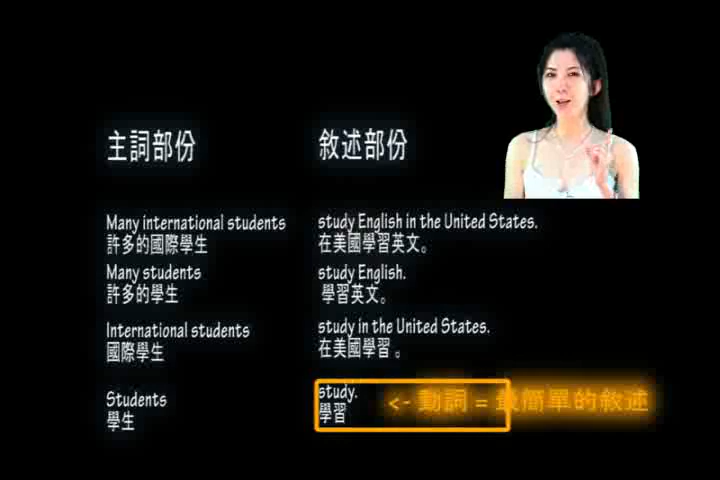 主詞部份 敘述部份
Many international students study English in the United States.
許多的國際學生 在美國學習英文。
Many students study English.
許多的學生 學習英文。
International students study in the United States.
國際學生 在美國學習。
Students study.
學生 學習
<- 動詞 = 最簡單的敘述